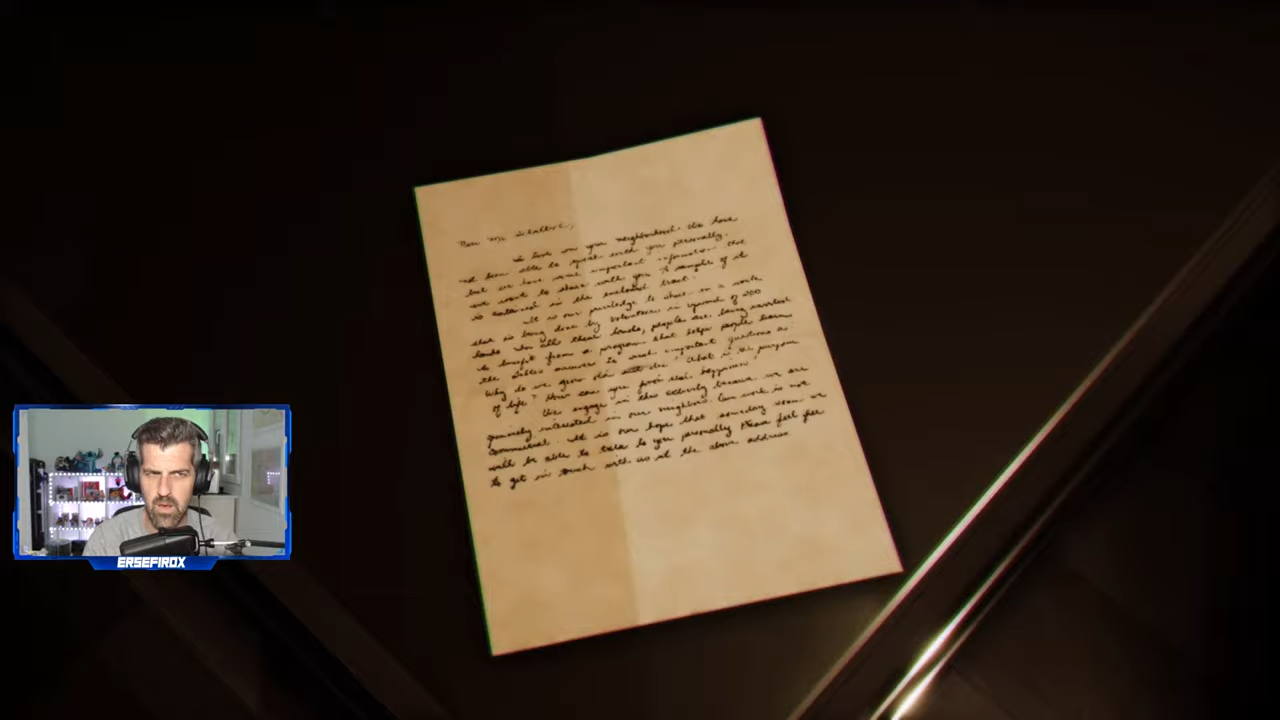 Dear Mr
I live in your neighborhood. We have
not been able to speak with you personally.
but we have some important information that
we want to share with you. A sample of it
is contained in the enclosed tract.
It is our privilege to share in a work
that is being done by volunteers in upward of 200
lands. In all these lands, people are being invited
to benefit from a program that helps people learn
the Bibles answer to such important questions as
Why do we grow old and die? What is the purpose
of life? How can you find real happiness?
We engage in this activity because we are
genuinely interested in our neighbors. Our work is not
commercial. It is our hope that someday soon we
will be able to talk to you personally. Please feel free
to get in touch with us at the above address
ERSEFIROX